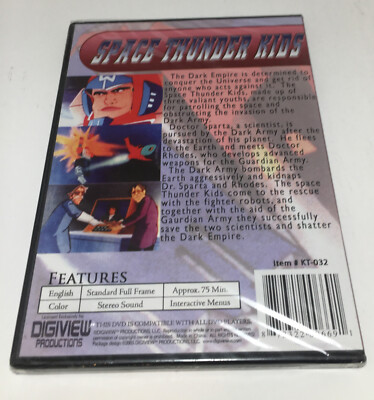 SPACE THUNDER KIDS
The Dark Empire is determined to
conquer the Universe and get rid of
anyone who acts against it. The
space Thunder Kids, made up of
three valiant youths, are responsible
for patrolling the space and
obstructing the invasion of the
Dark Army.
Doctor Sparta, a scientist, is
pursued by the Dark Army after the
devastation of his planet. He flees
to the Earth and meets Doctor
Rhodes, who develops advanced
weapons for the Guardian Army.
The Dark Army bombards the
Earth aggressively and kidnaps
Dr. Sparta and Rhodes. The space
Thunder Kids come to the rescue
with the fighter robots, and
together with the aid of the
Gaurdian Army they successfully
save the two scientists and shatter
the Dark Empire.
Item # KT-032
FEATURES
English Standard Full Frame Approx. 75 Min.
Color Stereo Sound Interactive Menus
DIGIVIEW
PRODUCTIONS
THIS DVD IS COMPATIBLE WITH ALL DVD PLAYERS